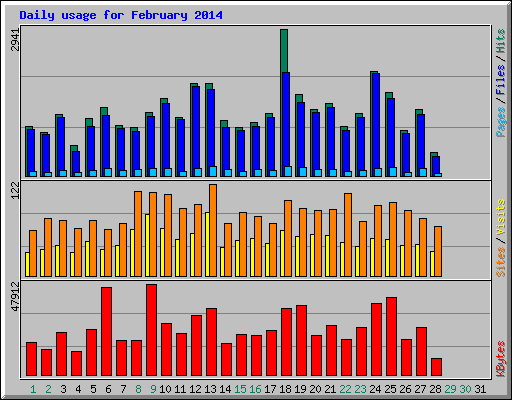 Daily usage for February 2014
2941
Pages / Files / Hits
122
Sites / Visits
47912
KBytes
1 2 3 4 5 6 7 8 9 10 11 12 13 14 15 16 17 18 19 20 21 22 23 24 25 26 27 28 29 30 31